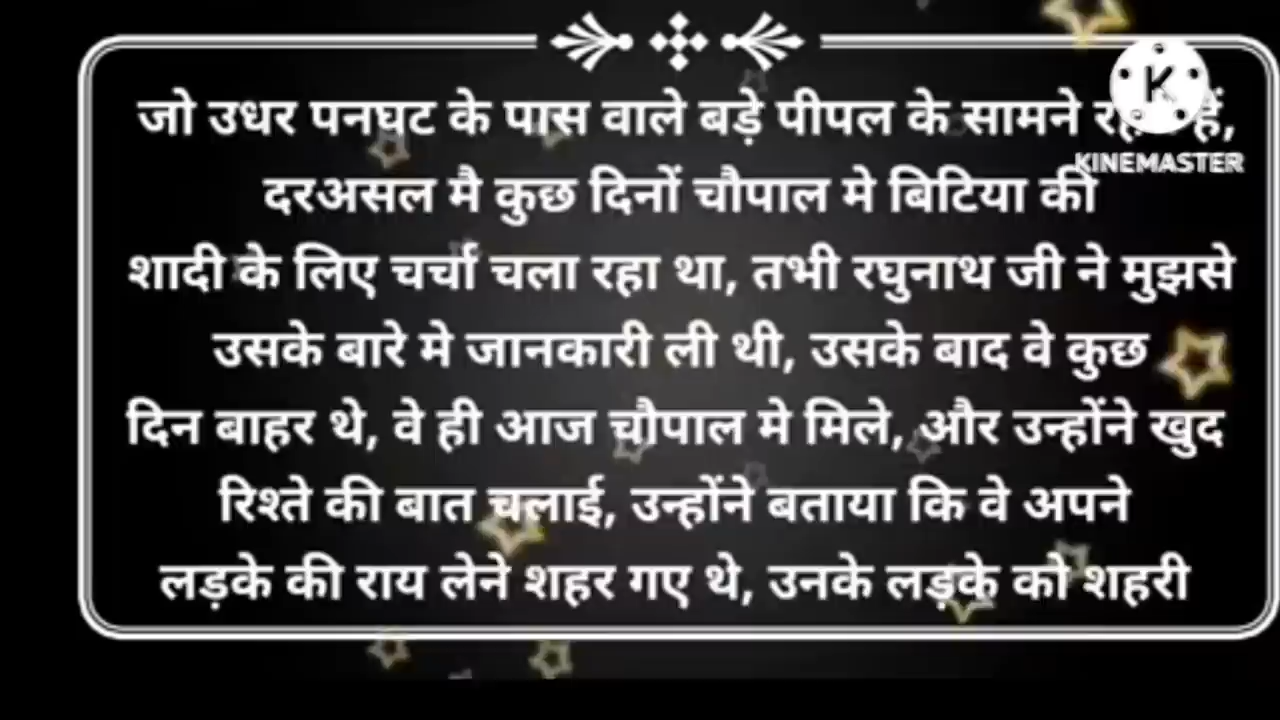 जो उधर पनघट के पास वाले बड़े पीपल के सामने हैं,
दरअसल मै कुछ दिनों चौपाल मे बिटिया की
शादी के लिए चर्चा चला रहा था, तभी रघुनाथ जी ने मुझसे
उसके बारे मे जानकारी ली थी, उसके बाद वे कुछ
दिन बाहर थे, वे ही आज चौपाल मे मिले, और उन्होंने खुद
रिश्ते की बात चलाई, उन्होंने बताया कि वे अपने
लड़के की राय लेने शहर गए थे, उनके लड़के को शहरी
K
KINEMASTER